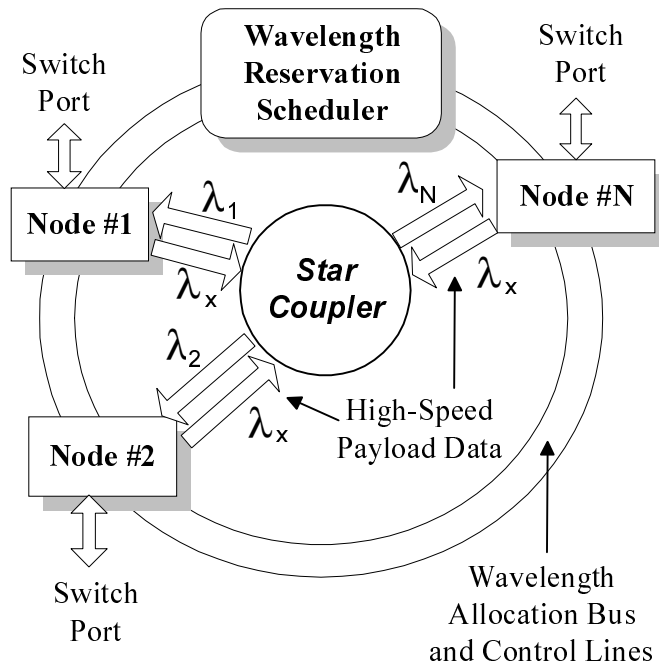 Wavelength
Reservation
Scheduler
Switch
Port
Switch
Port
Node #1
Node #N
λ1
λx
λN
λx
Star
Coupler
λ2
λx
Node #2
High-Speed
Payload Data
Switch
Port
Wavelength
Allocation Bus
and Control Lines